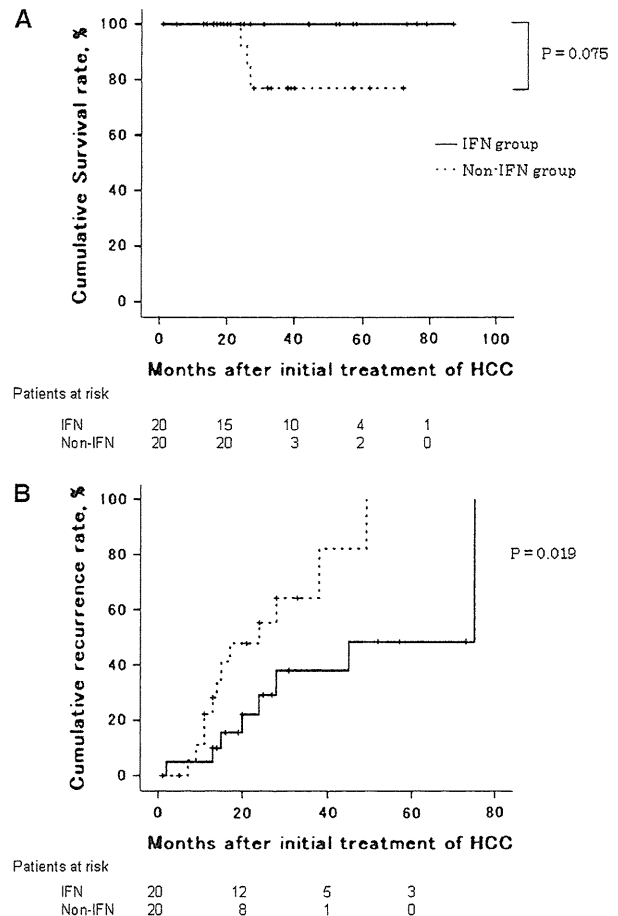 A
100
80
60
40
20
0
Cumulative Survival rate, %
P = 0.075
IFN group
Non-IFN group
0 20 40 60 80 100
Months after initial treatment of HCC
Patients at risk
IFN 20 15 10 4 1
Non-IFN 20 20 3 2 0
B
100
80
60
40
20
0
Cumulative recurrence rate, %
P = 0.019
0 20 40 60 80
Months after initial treatment of HCC
Patients at risk
IFN 20 12 5 3
Non-IFN 20 8 1 0